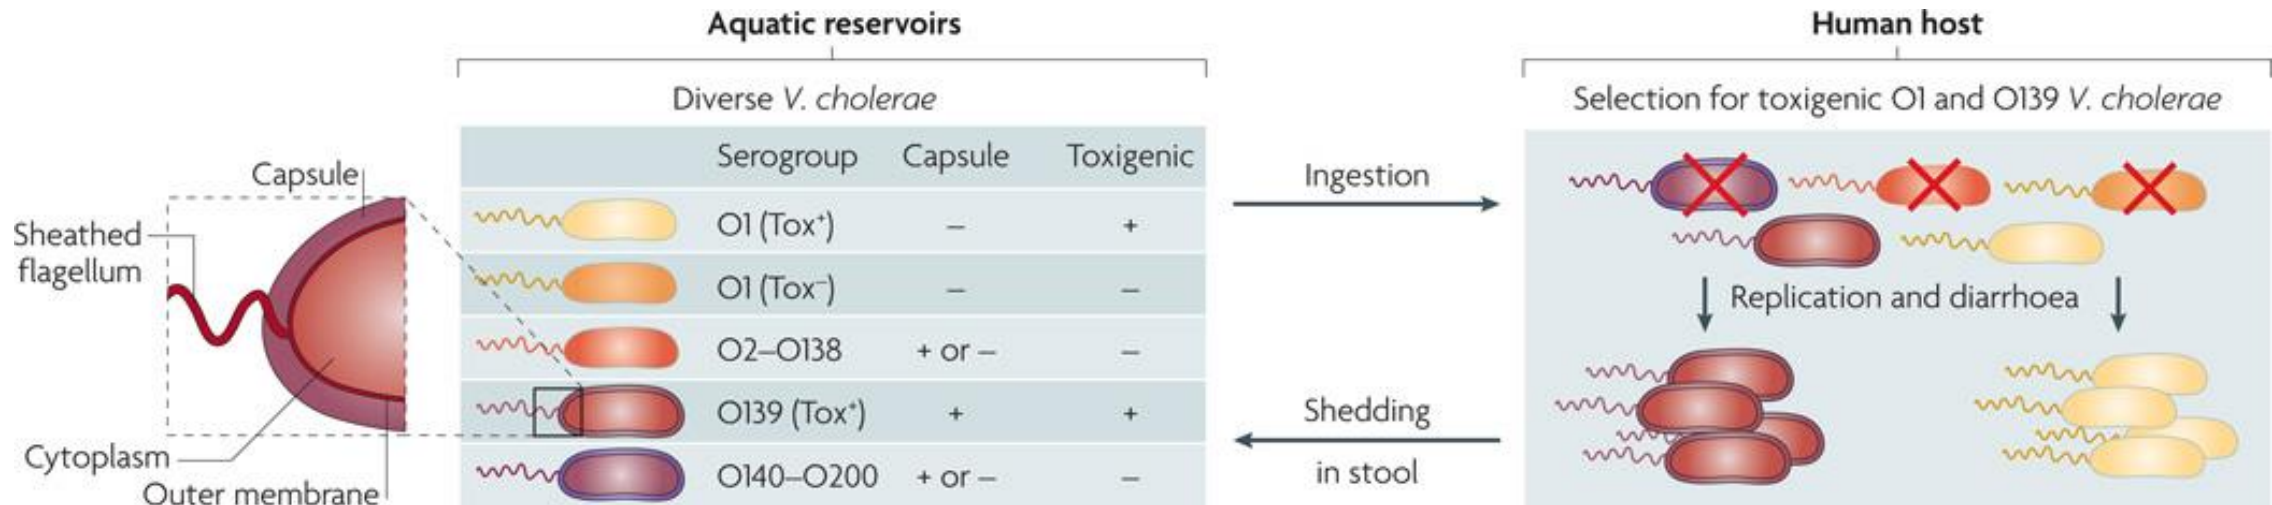 Aquatic reservoirs
Human host
Diverse V. cholerae
Selection for toxigenic O1 and O139 V. cholerae
Capsule
Sheathed
flagellum
Cytoplasm
Outer membrane
Serogroup Capsule Toxigenic
O1 (Tox⁺) – +
O1 (Tox⁻) – –
O2–O138 + or – –
O139 (Tox⁺) + +
O140–O200 + or – –
Ingestion
Shedding
in stool
Replication and diarrhoea